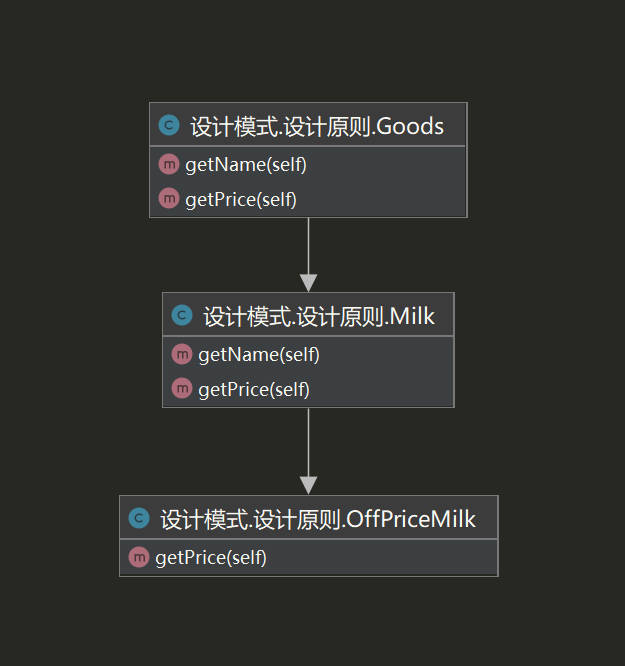 C 设计模式.设计原则.Goods
m getName(self)
m getPrice(self)
C 设计模式.设计原则.Milk
m getName(self)
m getPrice(self)
C 设计模式.设计原则.OffPriceMilk
m getPrice(self)